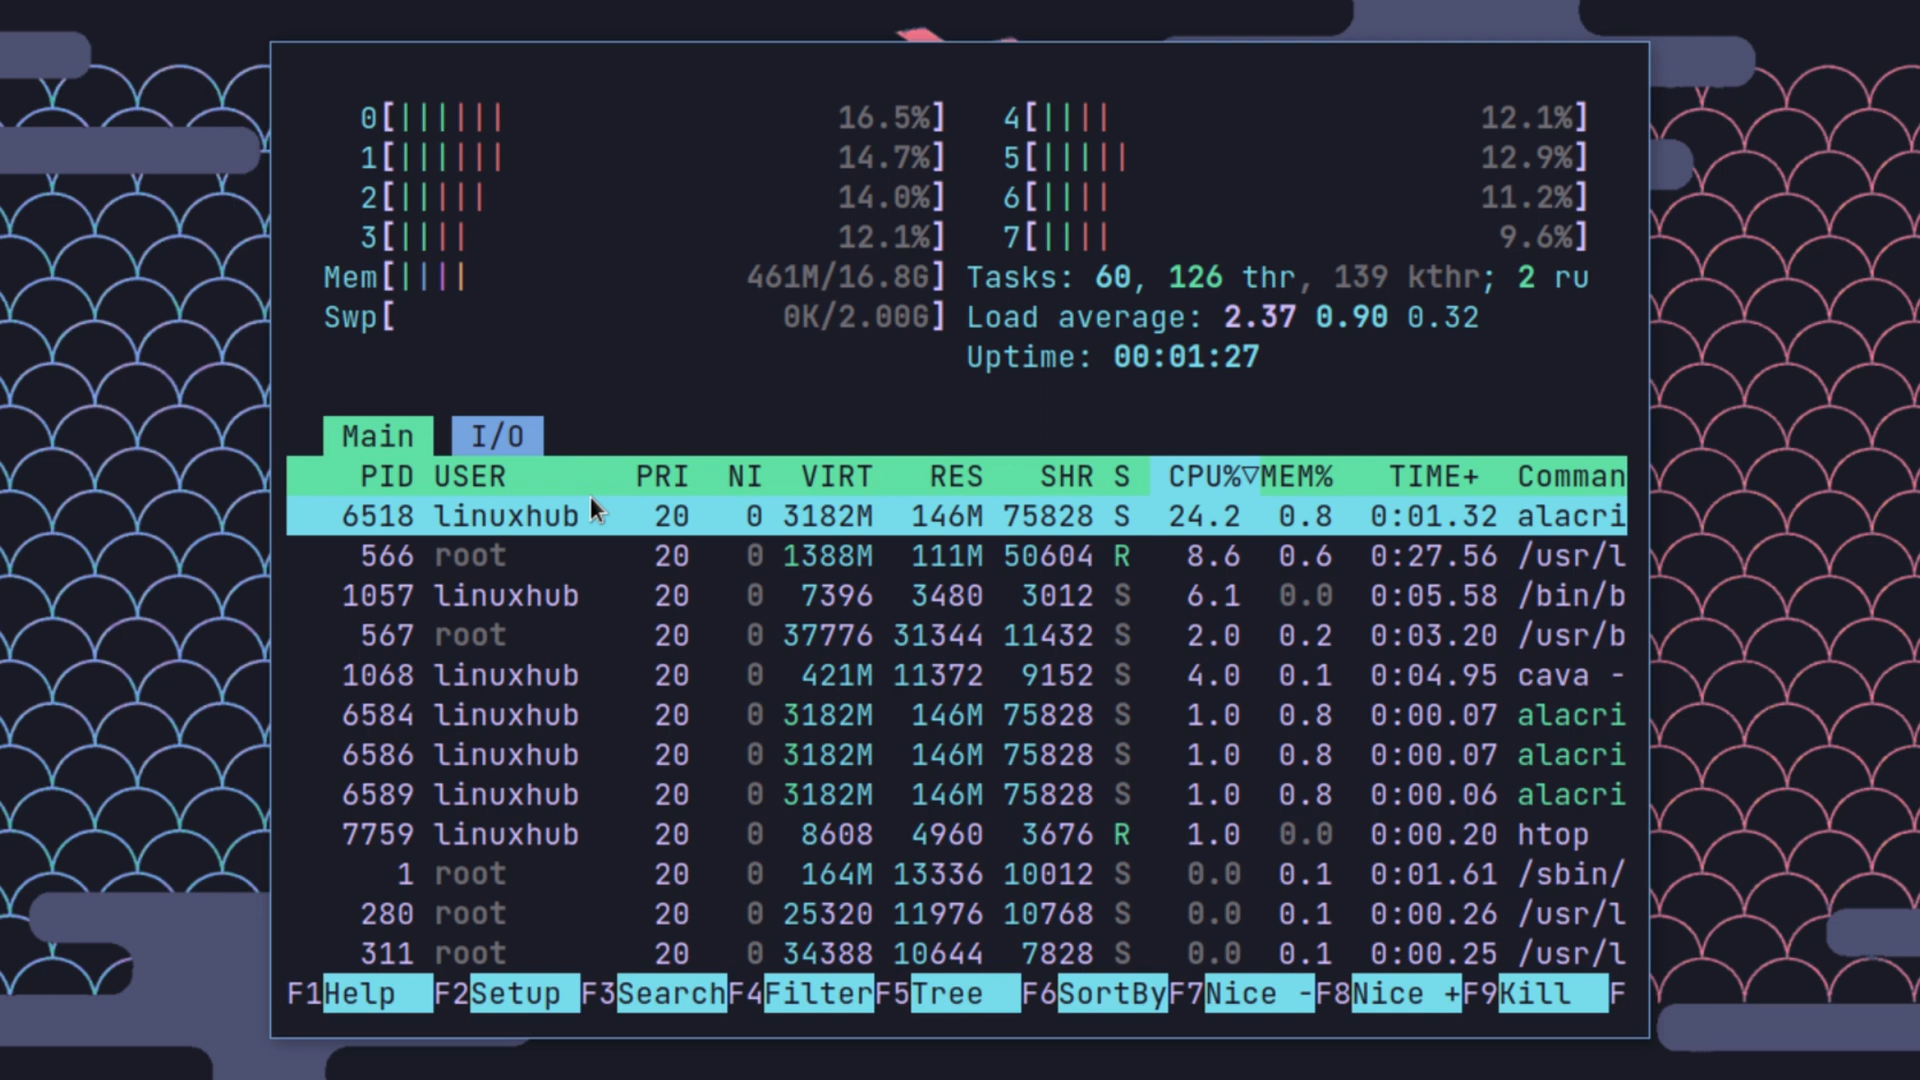 0[|||||| 16.5%] 4[|||| 12.1%]
1[|||||| 14.7%] 5[||||| 12.9%]
2[||||| 14.0%] 6[|||| 11.2%]
3[|||| 12.1%] 7[|||| 9.6%]
Mem[|||| 461M/16.8G] Tasks: 60, 126 thr, 139 kthr; 2 ru
Swp[ 0K/2.00G] Load average: 2.37 0.90 0.32
Uptime: 00:01:27
Main I/O
PID USER PRI NI VIRT RES SHR S CPU%▽MEM% TIME+ Comman
6518 linuxhub 20 0 3182M 146M 75828 S 24.2 0.8 0:01.32 alacri
566 root 20 0 1388M 111M 50604 R 8.6 0.6 0:27.56 /usr/l
1057 linuxhub 20 0 7396 3480 3012 S 6.1 0.0 0:05.58 /bin/b
567 root 20 0 37776 31344 11432 S 2.0 0.2 0:03.20 /usr/b
1068 linuxhub 20 0 421M 11372 9152 S 4.0 0.1 0:04.95 cava -
6584 linuxhub 20 0 3182M 146M 75828 S 1.0 0.8 0:00.07 alacri
6586 linuxhub 20 0 3182M 146M 75828 S 1.0 0.8 0:00.07 alacri
6589 linuxhub 20 0 3182M 146M 75828 S 1.0 0.8 0:00.06 alacri
7759 linuxhub 20 0 8608 4960 3676 R 1.0 0.0 0:00.20 htop
1 root 20 0 164M 13336 10012 S 0.0 0.1 0:01.61 /sbin/
280 root 20 0 25320 11976 10768 S 0.0 0.1 0:00.26 /usr/l
311 root 20 0 34388 10644 7828 S 0.0 0.1 0:00.25 /usr/l
F1Help F2Setup F3SearchF4FilterF5Tree F6SortByF7Nice -F8Nice +F9Kill F